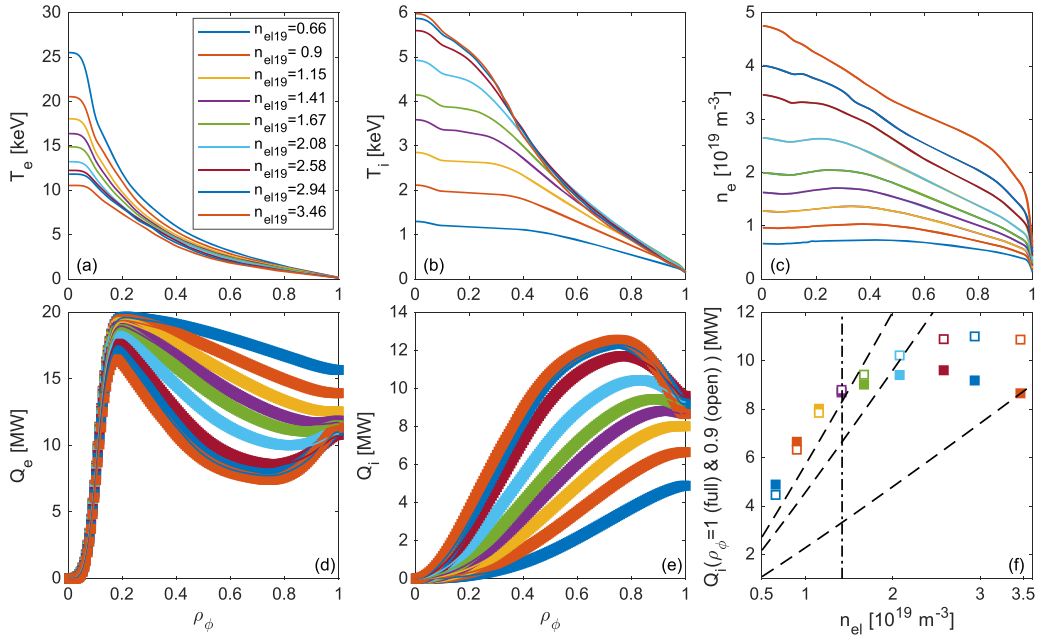 30
25
20
15
10
5
0
T_e [keV]
0 0.2 0.4 0.6 0.8 1
(a)
n_el19=0.66
n_el19= 0.9
n_el19=1.15
n_el19=1.41
n_el19=1.67
n_el19=2.08
n_el19=2.58
n_el19=2.94
n_el19=3.46
6
5
4
3
2
1
0
T_i [keV]
0 0.2 0.4 0.6 0.8 1
(b)
5
4
3
2
1
0
n_e [10^19 m^-3]
0 0.2 0.4 0.6 0.8 1
(c)
20
15
10
5
0
Q_e [MW]
0 0.2 0.4 0.6 0.8 1
ρ_ϕ
(d)
14
12
10
8
6
4
2
0
Q_i [MW]
0 0.2 0.4 0.6 0.8 1
ρ_ϕ
(e)
12
10
8
6
4
2
Q_i(ρ_ϕ=1 (full) & 0.9 (open) ) [MW]
0.5 1 2 3 3.5
n_el [10^19 m^-3]
(f)